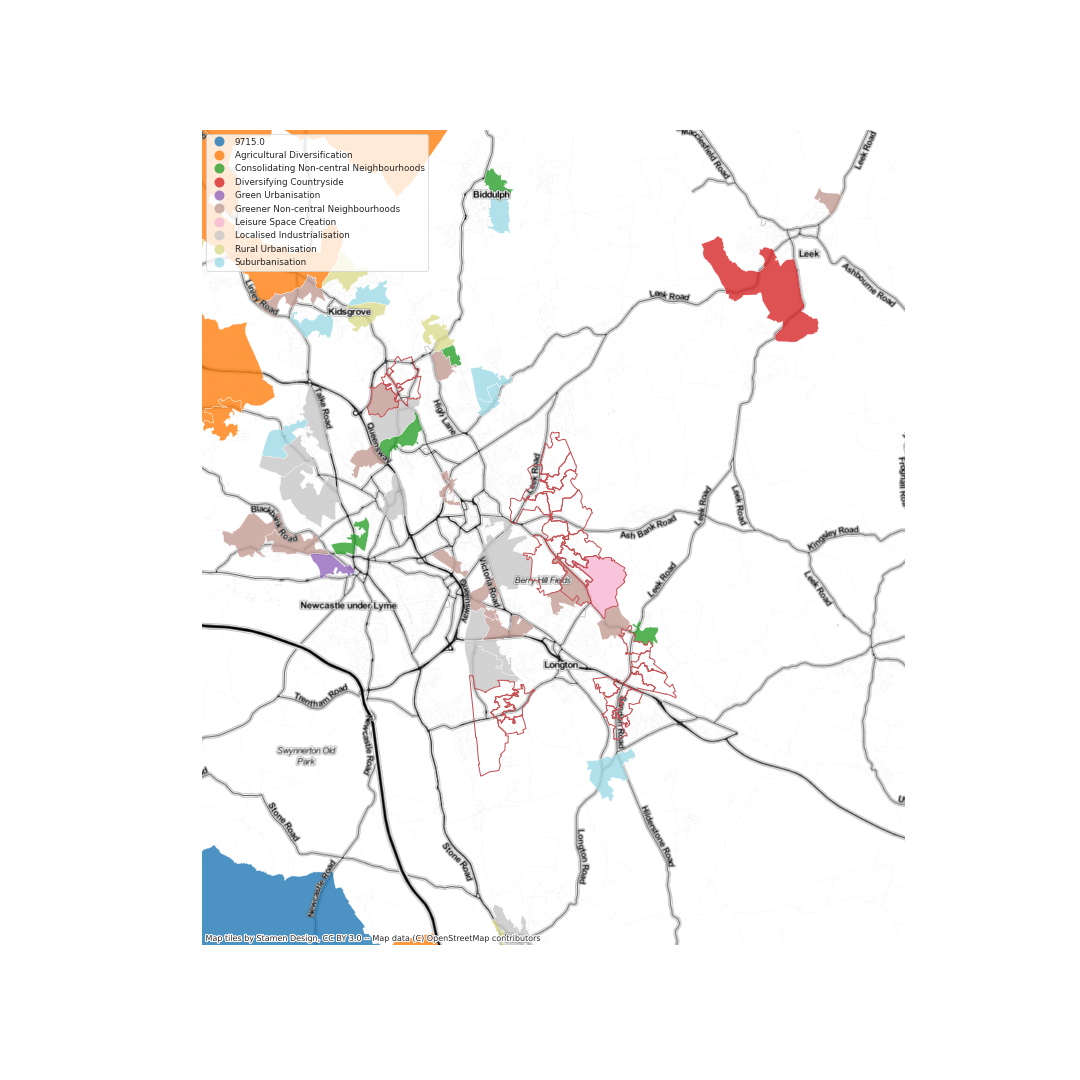 Macclesfield Road
Leek Road
9715.0
Agricultural Diversification
Consolidating Non-central Neighbourhoods
Diversifying Countryside
Green Urbanisation
Greener Non-central Neighbourhoods
Leisure Space Creation
Localised Industrialisation
Rural Urbanisation
Suburbanisation
Biddulph
Leek
Ashbourne Road
Linley Road
Kidsgrove
Leek Road
Talke Road
High Lane
Queensway
Leek Road
Froghall Road
Blackbank Road
Ash Bank Road
Leek Road
Leek Road
Kingsley Road
Victoria Road
Berry Hill Fields
Leek Road
Leek Road
Queensway
Newcastle under Lyme
Longton
Trentham Road
Newcastle Road
Swynnerton Old
Park
Stone Road
Hilderstone Road
Longton Road
Stone Road
Newcastle Road
Map tiles by Stamen Design, CC BY 3.0 -- Map data (C) OpenStreetMap contributors